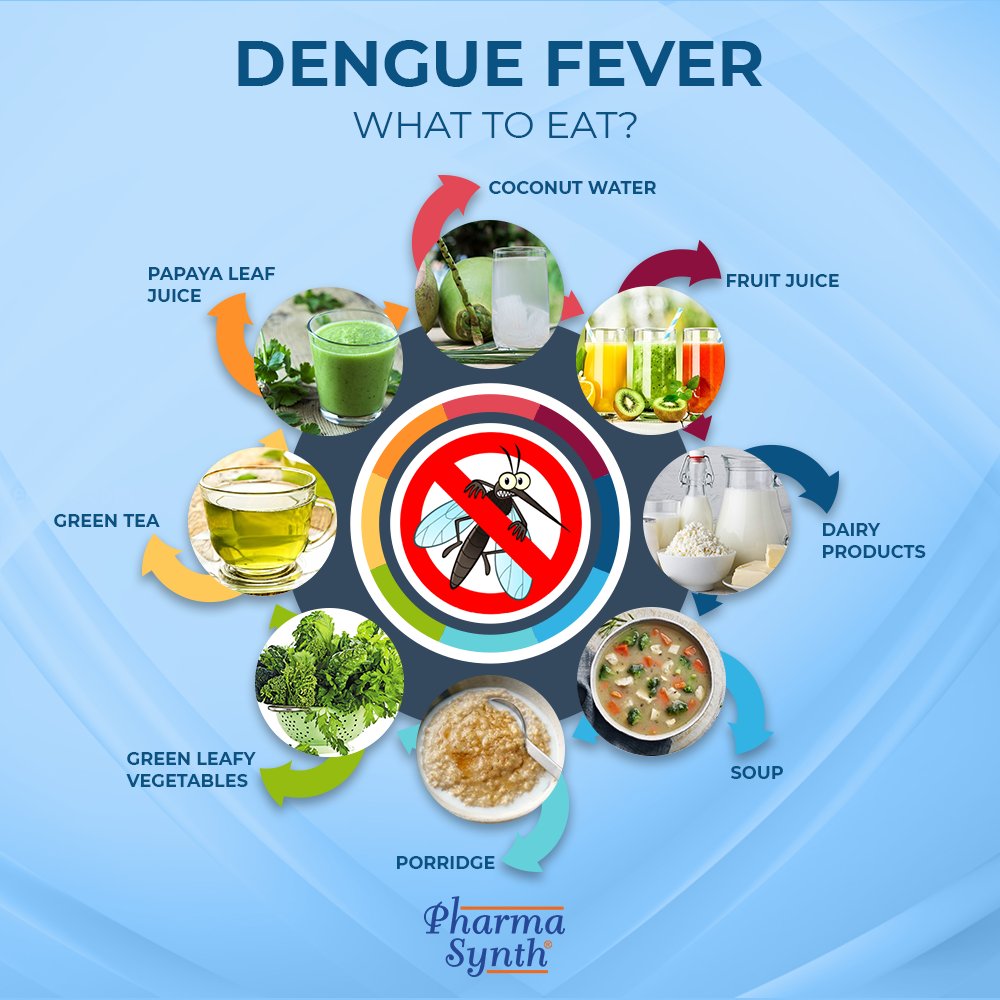 DENGUE FEVER
WHAT TO EAT?
COCONUT WATER
FRUIT JUICE
DAIRY
PRODUCTS
SOUP
PORRIDGE
GREEN LEAFY
VEGETABLES
GREEN TEA
PAPAYA LEAF
JUICE
Pharma
Synth®